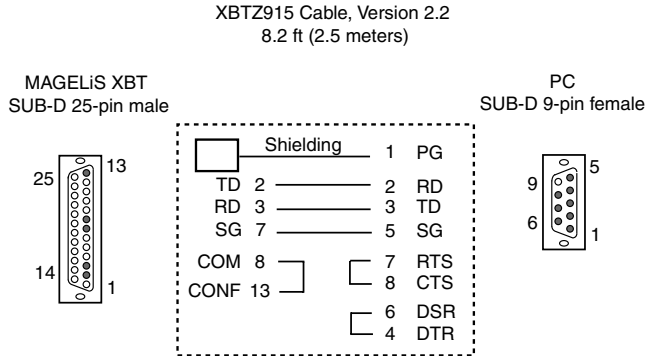 XBTZ915 Cable, Version 2.2
8.2 ft (2.5 meters)
MAGELiS XBT
SUB-D 25-pin male
PC
SUB-D 9-pin female
25
13
14
1
Shielding 1 PG
TD 2 2 RD
RD 3 3 TD
SG 7 5 SG
COM 8 7 RTS
CONF 13 8 CTS
6 DSR
4 DTR
9
5
6
1